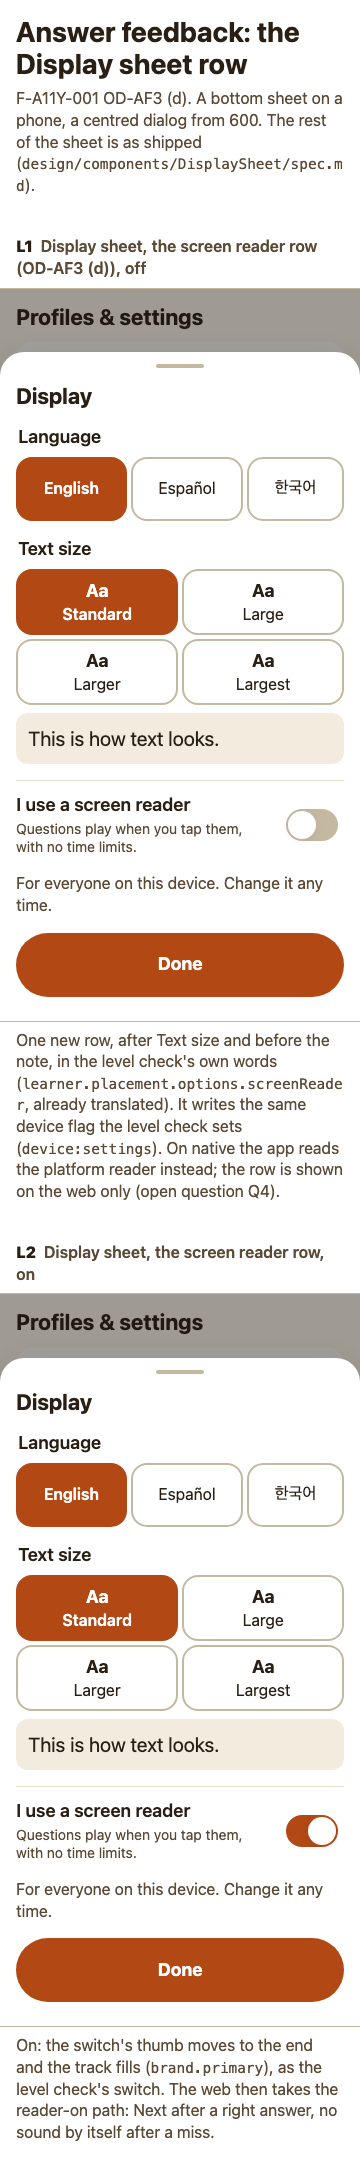 Answer feedback: the
Display sheet row
F-A11Y-001 OD-AF3 (d). A bottom sheet on a
phone, a centred dialog from 600. The rest
of the sheet is as shipped
(design/components/DisplaySheet/spec.m
d).
L1 Display sheet, the screen reader row
(OD-AF3 (d)), off
Profiles & settings
Display
Language
English Español 한국어
Text size
Aa Aa
Standard Large
Aa Aa
Larger Largest
This is how text looks.
I use a screen reader
Questions play when you tap them,
with no time limits.
For everyone on this device. Change it any
time.
Done
One new row, after Text size and before the
note, in the level check's own words
(learner.placement.options.screenReade
r, already translated). It writes the same
device flag the level check sets
(device:settings). On native the app reads
the platform reader instead; the row is shown
on the web only (open question Q4).
L2 Display sheet, the screen reader row,
on
Profiles & settings
Display
Language
English Español 한국어
Text size
Aa Aa
Standard Large
Aa Aa
Larger Largest
This is how text looks.
I use a screen reader
Questions play when you tap them,
with no time limits.
For everyone on this device. Change it any
time.
Done
On: the switch's thumb moves to the end
and the track fills (brand.primary), as the
level check's switch. The web then takes the
reader-on path: Next after a right answer, no
sound by itself after a miss.